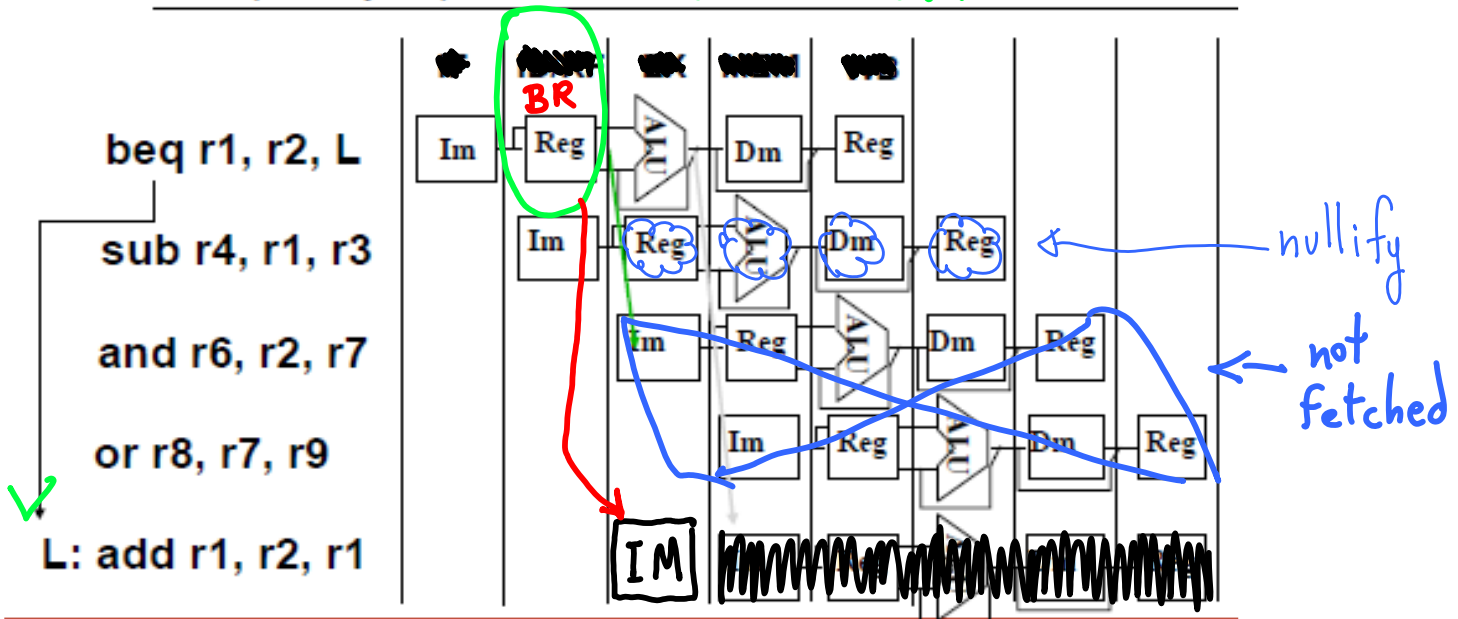 BR
beq r1, r2, L
Im Reg ALU Dm Reg
sub r4, r1, r3
Im Reg ALU Dm Reg
nullify
and r6, r2, r7
Im Reg ALU Dm Reg
not
fetched
or r8, r7, r9
Im Reg ALU Dm Reg
L: add r1, r2, r1
IM